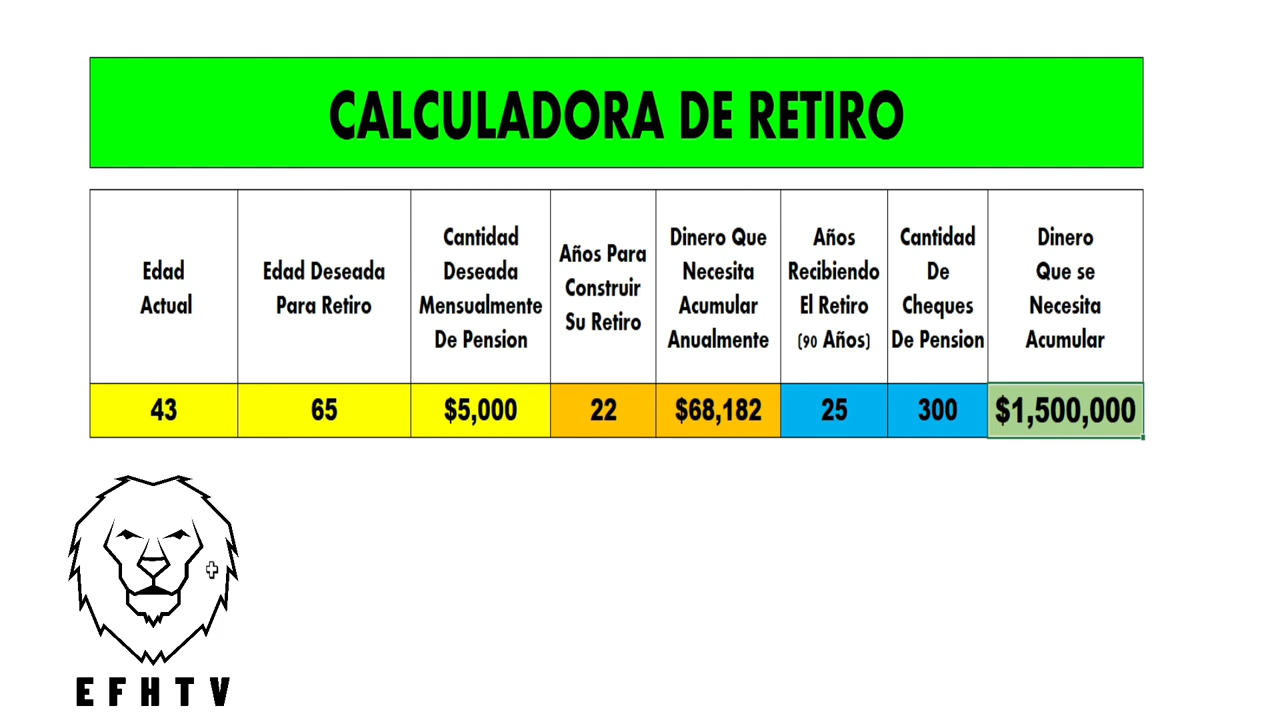 CALCULADORA DE RETIRO
Edad
Actual
Edad Deseada
Para Retiro
Cantidad
Deseada
Mensualmente
De Pension
Años Para
Construir
Su Retiro
Dinero Que
Necesita
Acumular
Anualmente
Años
Recibiendo
El Retiro
(90 Años)
Cantidad
De
Cheques
De Pension
Dinero
Que se
Necesita
Acumular
43
65
$5,000
22
$68,182
25
300
$1,500,000
EFHTV